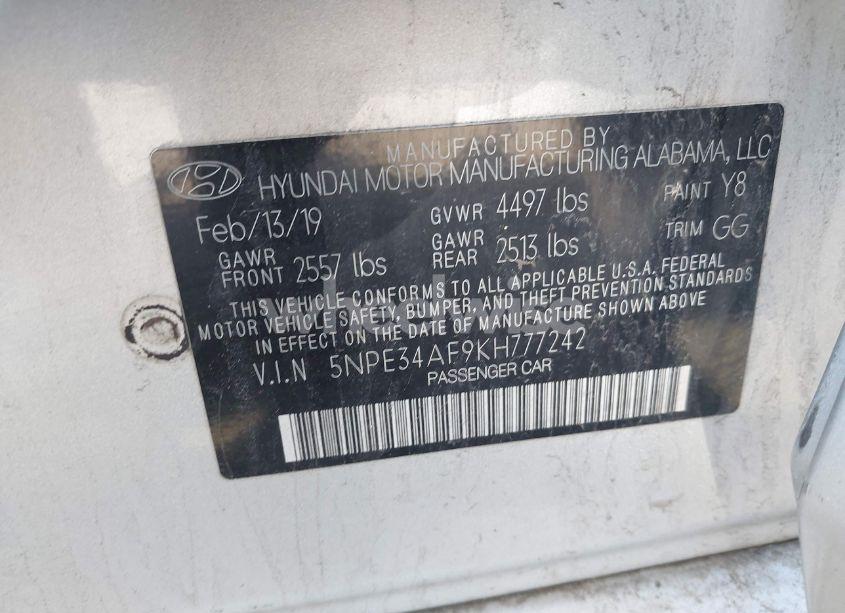 MANUFACTURED BY
HYUNDAI MOTOR MANUFACTURING ALABAMA, LLC
Feb/13/19 GVWR 4497 lbs PAINT Y8
GAWR FRONT 2557 lbs GAWR REAR 2513 lbs TRIM GG
THIS VEHICLE CONFORMS TO ALL APPLICABLE U.S.A. FEDERAL
MOTOR VEHICLE SAFETY, BUMPER, AND THEFT PREVENTION STANDARDS
IN EFFECT ON THE DATE OF MANUFACTURE SHOWN ABOVE
V.I.N 5NPE34AF9KH777242
PASSENGER CAR